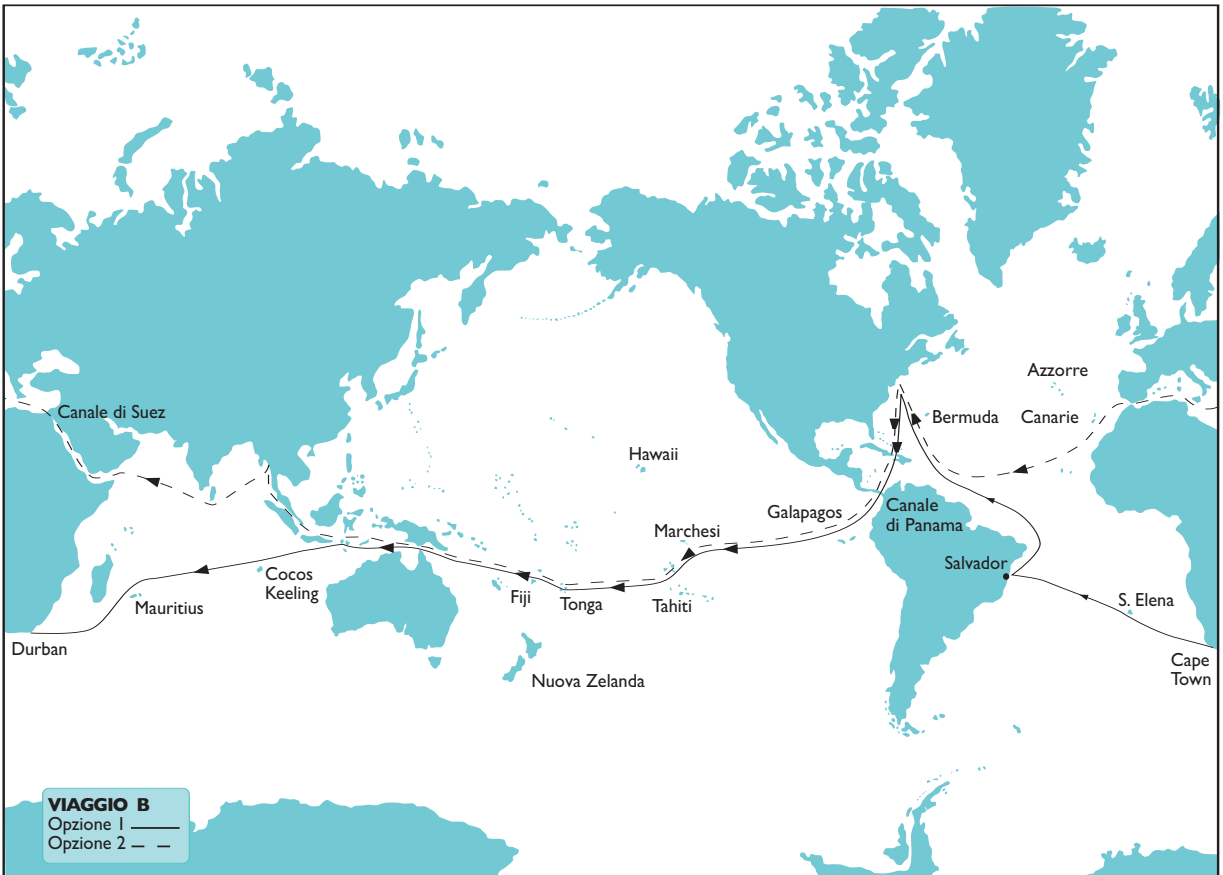 Azzorre
Canale di Suez
Bermuda
Canarie
Hawaii
Galapagos
Canale
di Panama
Marchesi
Salvador
Cocos
Keeling
Mauritius
Fiji
Tonga
Tahiti
S. Elena
Durban
Cape
Town
Nuova Zelanda
VIAGGIO B
Opzione 1
Opzione 2